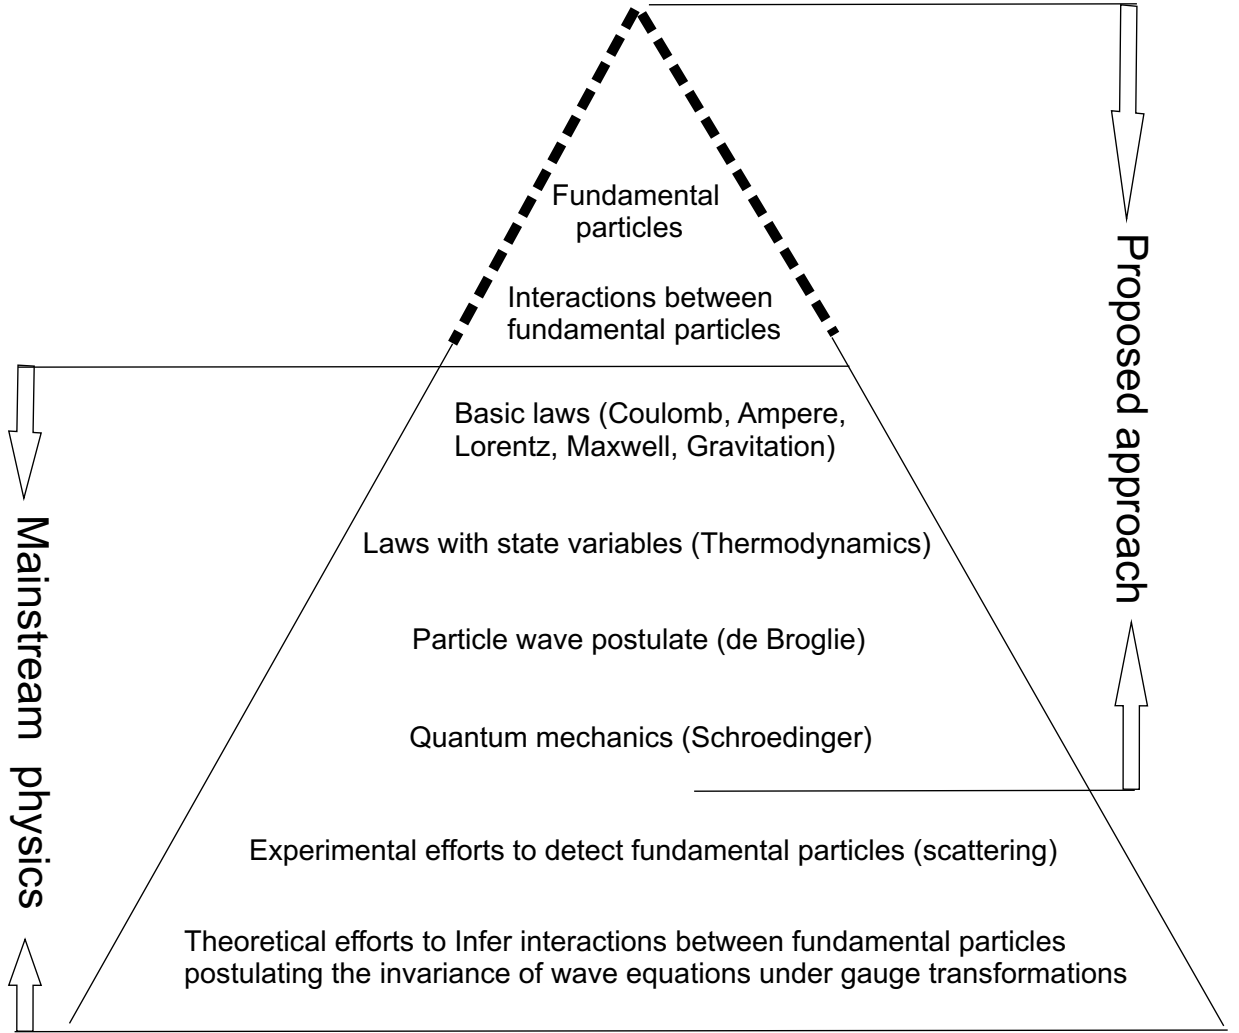 Fundamental
particles
Interactions between
fundamental particles
Basic laws (Coulomb, Ampere,
Lorentz, Maxwell, Gravitation)
Laws with state variables (Thermodynamics)
Particle wave postulate (de Broglie)
Quantum mechanics (Schroedinger)
Experimental efforts to detect fundamental particles (scattering)
Theoretical efforts to Infer interactions between fundamental particles
postulating the invariance of wave equations under gauge transformations
Mainstream physics
Proposed approach